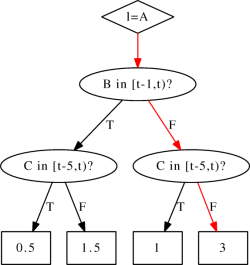 l=A
B in [t-1,t)?
T F
C in [t-5,t)? C in [t-5,t)?
T F T F
0.5 1.5 1 3